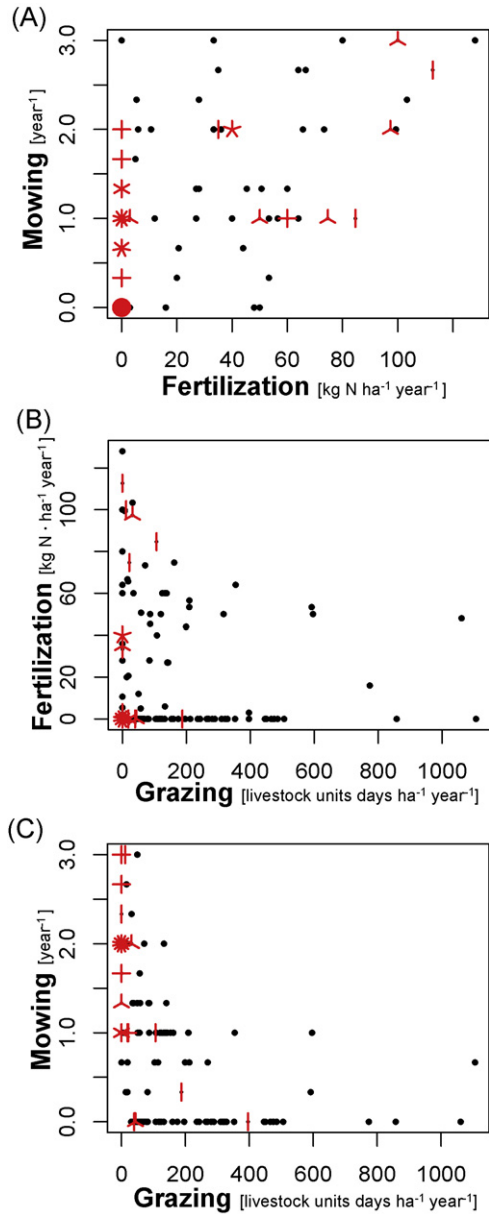 (A)
3.0
2.0
1.0
0.0
Mowing [year-1]
0 20 40 60 80 100
Fertilization [kg N ha-1 year-1]
(B)
100
60
20
0
Fertilization [kg N · ha-1 year-1]
0 200 400 600 800 1000
Grazing [livestock units days ha-1 year-1]
(C)
3.0
2.0
1.0
0.0
Mowing [year-1]
0 200 400 600 800 1000
Grazing [livestock units days ha-1 year-1]